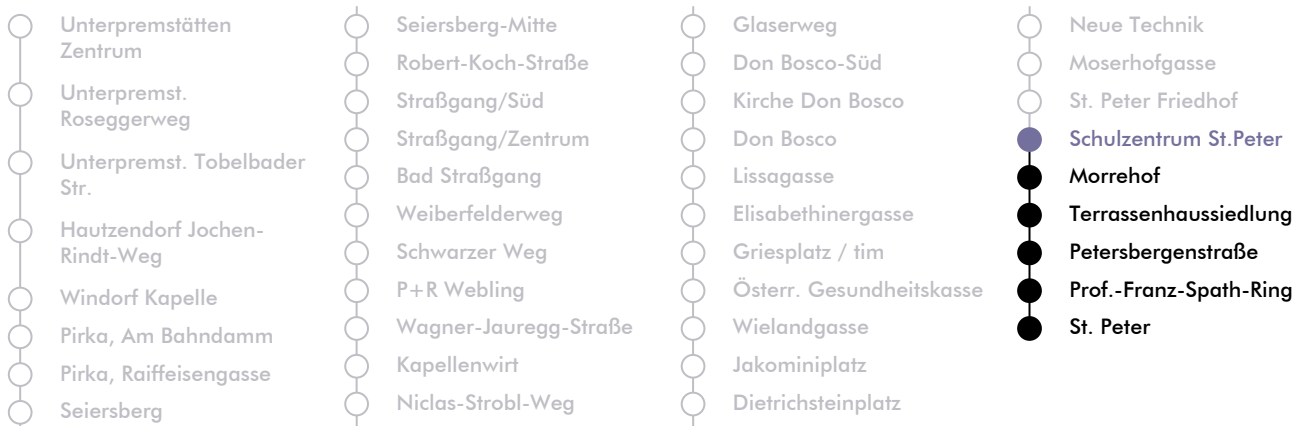 Unterpremstätten
Zentrum
Unterpremst.
Roseggerweg
Unterpremst. Tobelbader
Str.
Hautzendorf Jochen-
Rindt-Weg
Windorf Kapelle
Pirka, Am Bahndamm
Pirka, Raiffeisengasse
Seiersberg
Seiersberg-Mitte
Robert-Koch-Straße
Straßgang/Süd
Straßgang/Zentrum
Bad Straßgang
Weiberfelderweg
Schwarzer Weg
P+R Webling
Wagner-Jauregg-Straße
Kapellenwirt
Niclas-Strobl-Weg
Glaserweg
Don Bosco-Süd
Kirche Don Bosco
Don Bosco
Lissagasse
Elisabethinergasse
Griesplatz / tim
Österr. Gesundheitskasse
Wielandgasse
Jakominiplatz
Dietrichsteinplatz
Neue Technik
Moserhofgasse
St. Peter Friedhof
Schulzentrum St.Peter
Morrehof
Terrassenhaussiedlung
Petersbergenstraße
Prof.-Franz-Spath-Ring
St. Peter